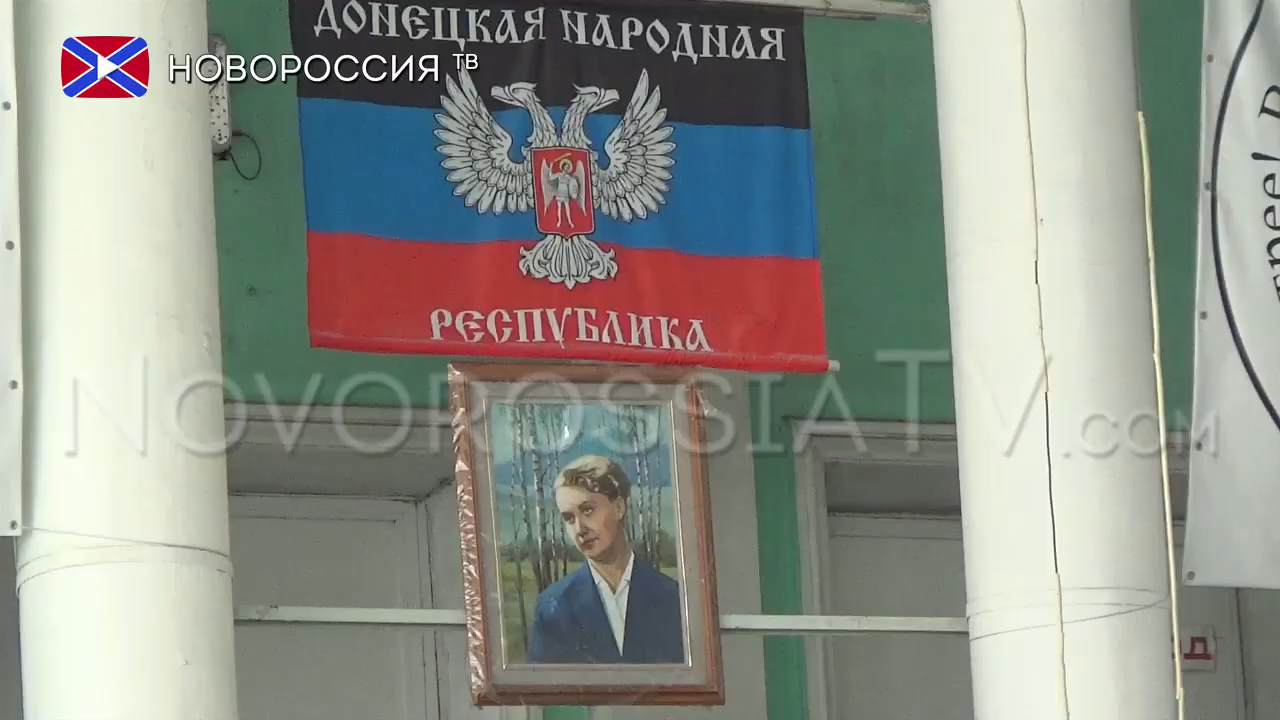 НОВОРОССИЯ ТВ
ДОНЕЦКАЯ НАРОДНАЯ
РЕСПУБЛИКА
NOVOROSSIATV.COM